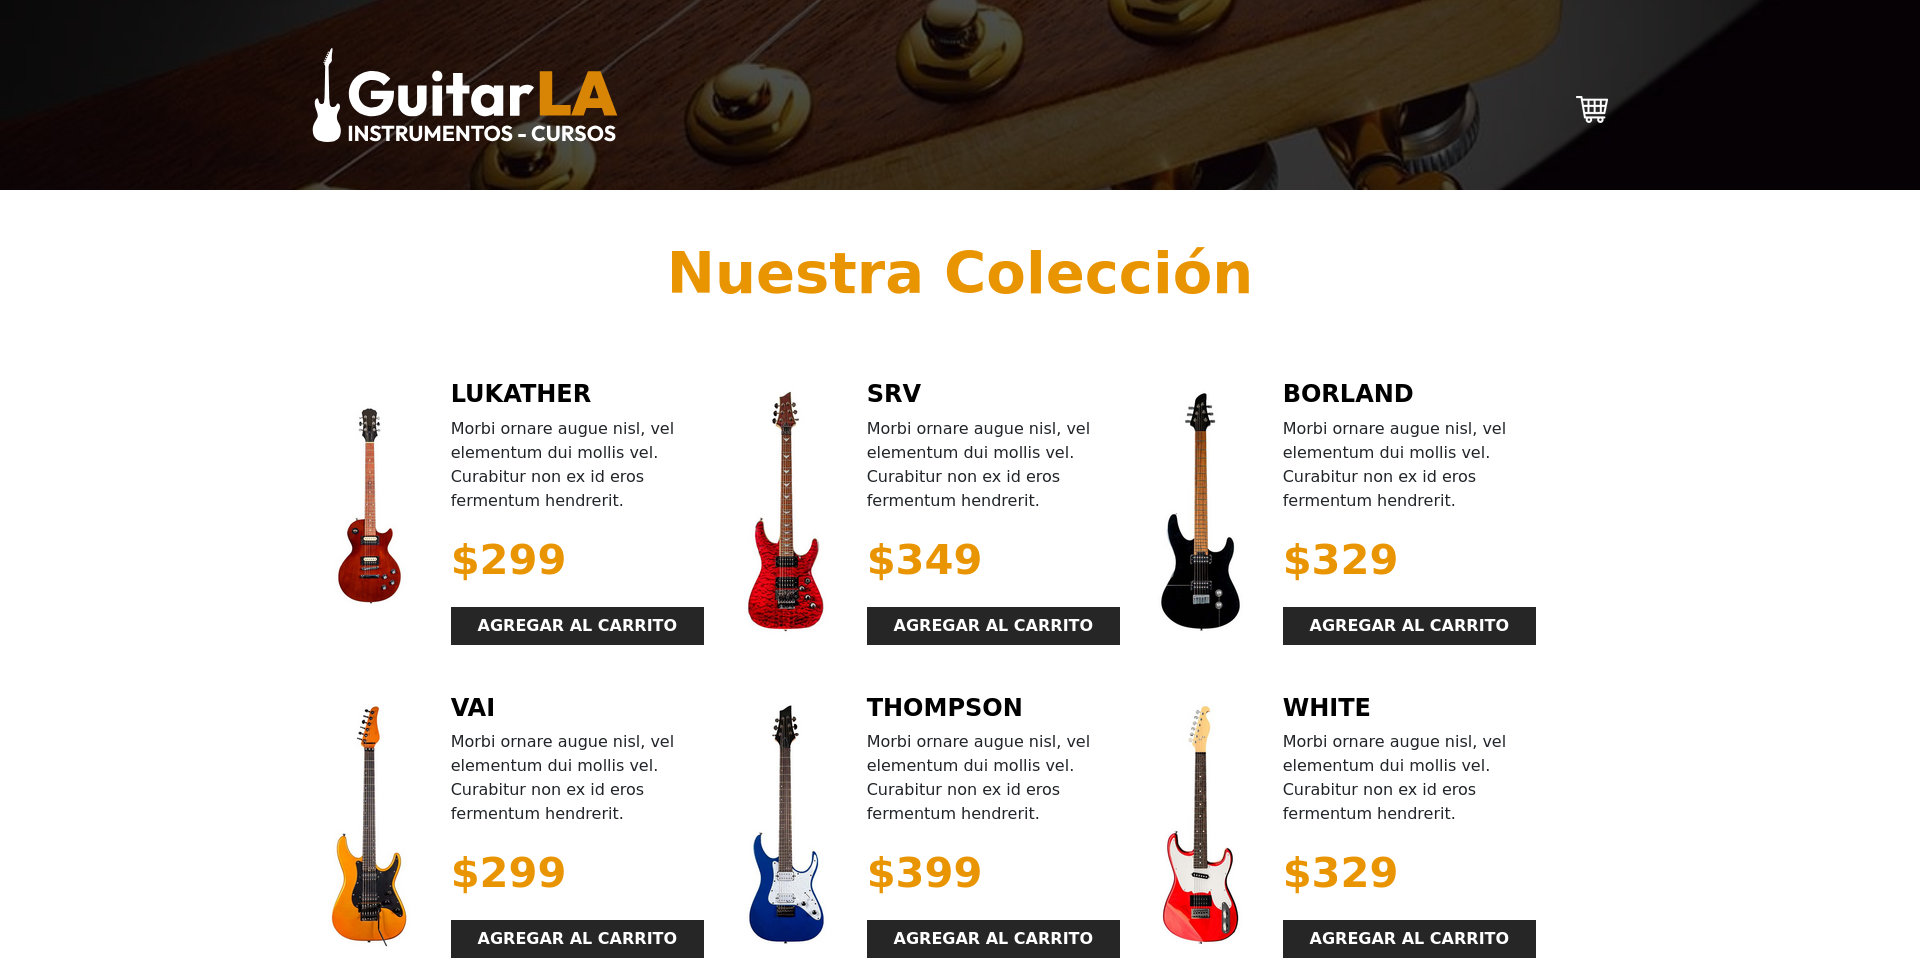 GuitarLA
INSTRUMENTOS - CURSOS
Nuestra Colección
LUKATHER
Morbi ornare augue nisl, vel
elementum dui mollis vel.
Curabitur non ex id eros
fermentum hendrerit.
$299
AGREGAR AL CARRITO
SRV
Morbi ornare augue nisl, vel
elementum dui mollis vel.
Curabitur non ex id eros
fermentum hendrerit.
$349
AGREGAR AL CARRITO
BORLAND
Morbi ornare augue nisl, vel
elementum dui mollis vel.
Curabitur non ex id eros
fermentum hendrerit.
$329
AGREGAR AL CARRITO
VAI
Morbi ornare augue nisl, vel
elementum dui mollis vel.
Curabitur non ex id eros
fermentum hendrerit.
$299
AGREGAR AL CARRITO
THOMPSON
Morbi ornare augue nisl, vel
elementum dui mollis vel.
Curabitur non ex id eros
fermentum hendrerit.
$399
AGREGAR AL CARRITO
WHITE
Morbi ornare augue nisl, vel
elementum dui mollis vel.
Curabitur non ex id eros
fermentum hendrerit.
$329
AGREGAR AL CARRITO